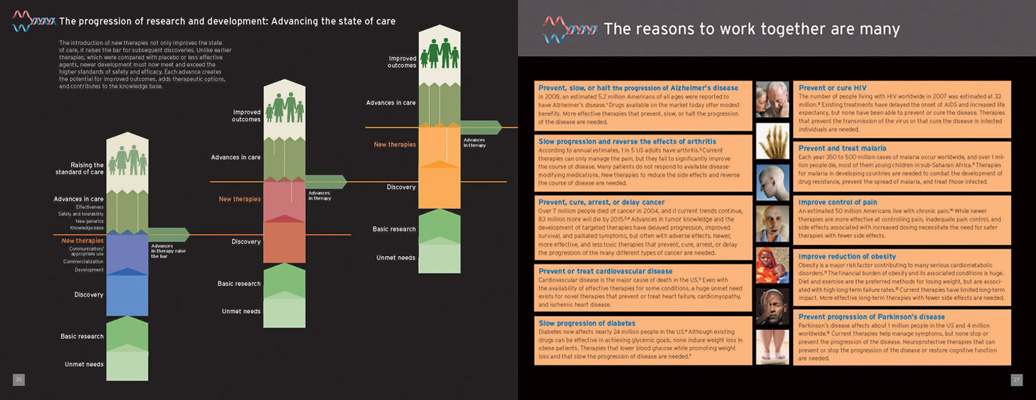 The progression of research and development: Advancing the state of care
The introduction of new therapies not only improves the state
of care, it raises the bar for subsequent discoveries. Unlike earlier
therapies, which were compared with placebo or less effective
agents, newer development must now meet and exceed the
higher standards of safety and efficacy. Each advance creates
the potential for improved outcomes, adds therapeutic options,
and contributes to the knowledge base.
Raising the
standard of care
Advances in care
Effectiveness
Safety and tolerability
New generics
Knowledge base
New therapies
Communication/
appropriate use
Commercialization
Development
Discovery
Basic research
Unmet needs
Advances
in therapy raise
the bar
Improved
outcomes
Advances in care
New therapies
Discovery
Basic research
Unmet needs
Advances
in therapy
Improved
outcomes
Advances in care
New therapies
Discovery
Basic research
Unmet needs
Advances
in therapy
26
The reasons to work together are many
Prevent, slow, or halt the progression of Alzheimer's disease
In 2008, an estimated 5.2 million Americans of all ages were reported to
have Alzheimer's disease. Drugs available on the market today offer modest
benefits. More effective therapies that prevent, slow, or halt the progression
of the disease are needed.
Slow progression and reverse the effects of arthritis
According to annual estimates, 1 in 5 US adults have arthritis. Current
therapies can only manage the pain, but they fail to significantly improve
the course of disease. Many patients do not respond to available disease-
modifying medications. New therapies to reduce the side effects and reverse
the course of disease are needed.
Prevent, cure, arrest, or delay cancer
Over 7 million people died of cancer in 2004, and if current trends continue,
83 million more will die by 2015. Advances in tumor knowledge and the
development of targeted therapies have delayed progression, improved
survival, and palliated symptoms, but often with adverse effects. Newer,
more effective, and less toxic therapies that prevent, cure, arrest, or delay
the progression of the many different types of cancer are needed.
Prevent or treat cardiovascular disease
Cardiovascular disease is the major cause of death in the US. Even with
the availability of effective therapies for some conditions, a huge unmet need
exists for novel therapies that prevent or treat heart failure, cardiomyopathy,
and ischemic heart disease.
Slow progression of diabetes
Diabetes now affects nearly 24 million people in the US. Although existing
drugs can be effective in achieving glycemic goals, none induce weight loss in
obese patients. Therapies that lower blood glucose while promoting weight
loss and that slow the progression of disease are needed.
Prevent or cure HIV
The number of people living with HIV worldwide in 2007 was estimated at 33
million. Existing treatments have delayed the onset of AIDS and increased life
expectancy, but none have been able to prevent or cure the disease. Therapies
that prevent the transmission of the virus or that cure the disease in infected
individuals are needed.
Prevent and treat malaria
Each year 350 to 500 million cases of malaria occur worldwide, and over 1 mil-
lion people die, most of them young children in sub-Saharan Africa. Therapies
for malaria in developing countries are needed to combat the development of
drug resistance, prevent the spread of malaria, and treat those infected.
Improve control of pain
An estimated 50 million Americans live with chronic pain. While newer
therapies are more effective at controlling pain, inadequate pain control, and
side effects associated with increased dosing necessitate the need for safer
therapies with fewer side effects.
Improve reduction of obesity
Obesity is a major risk factor contributing to many serious cardiometabolic
disorders. The financial burden of obesity and its associated conditions is huge.
Diet and exercise are the preferred methods for losing weight, but are associ-
ated with high long-term failure rates. Current therapies have limited long-term
impact. More effective long-term therapies with fewer side effects are needed.
Prevent progression of Parkinson's disease
Parkinson's disease affects about 1 million people in the US and 4 million
worldwide. Current therapies help manage symptoms, but none stop or
prevent the progression of the disease. Neuroprotective therapies that can
prevent or stop the progression of the disease or restore cognitive function
are needed.
27